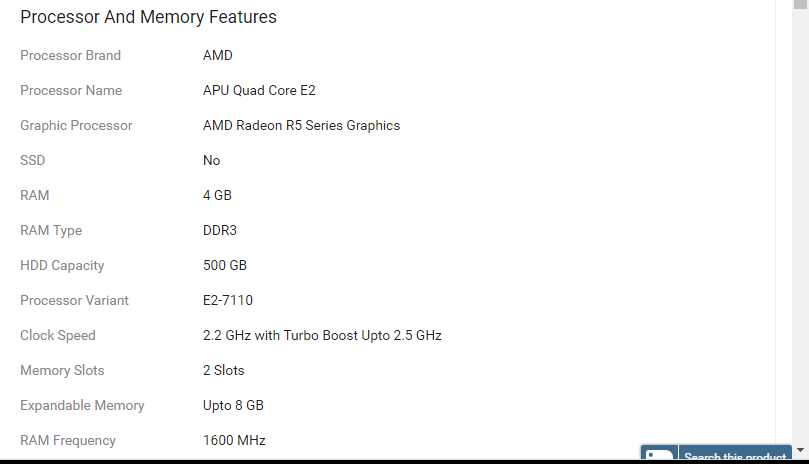 Processor And Memory Features
Processor Brand AMD
Processor Name APU Quad Core E2
Graphic Processor AMD Radeon R5 Series Graphics
SSD No
RAM 4 GB
RAM Type DDR3
HDD Capacity 500 GB
Processor Variant E2-7110
Clock Speed 2.2 GHz with Turbo Boost Upto 2.5 GHz
Memory Slots 2 Slots
Expandable Memory Upto 8 GB
RAM Frequency 1600 MHz
Search this product